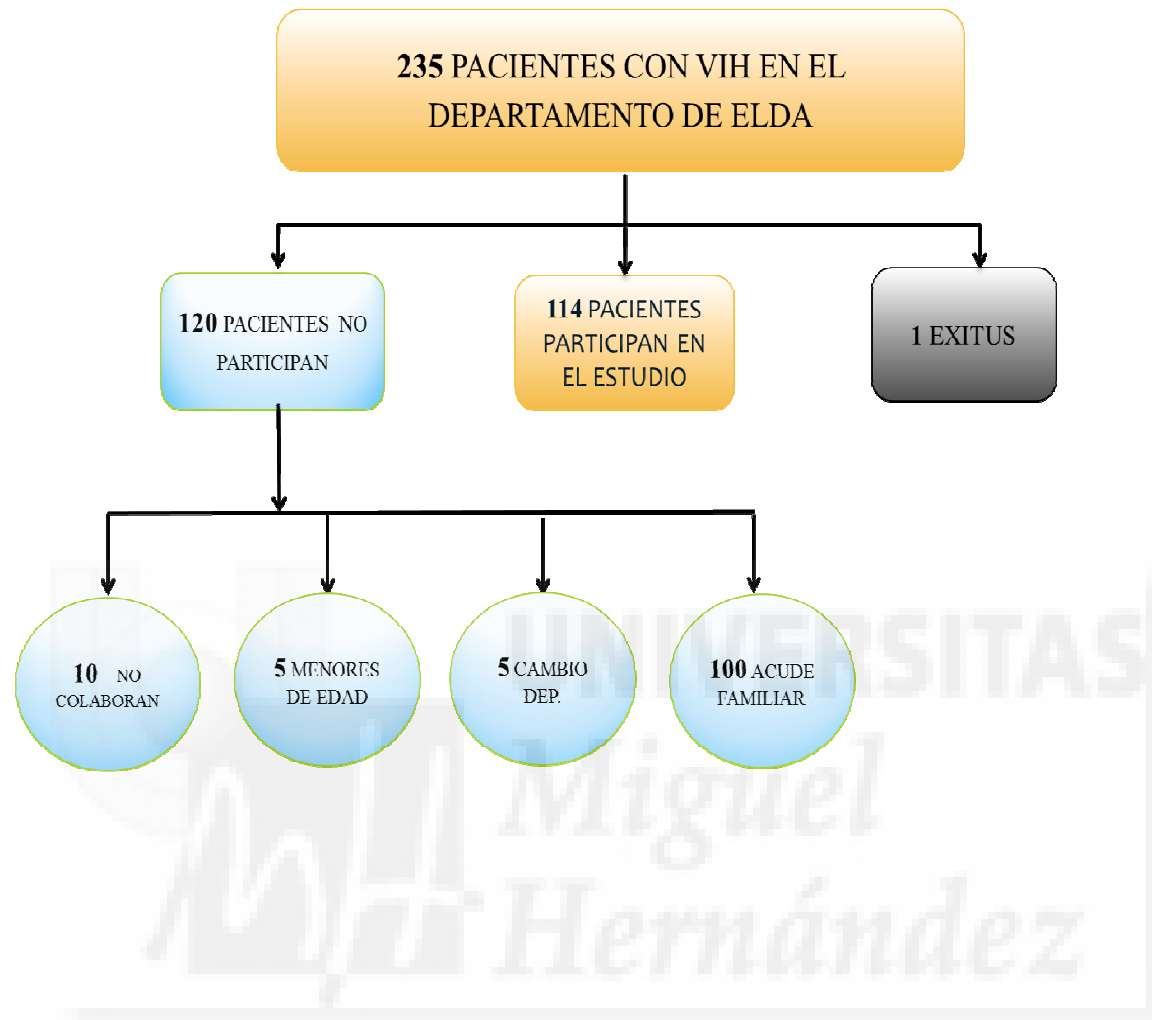 235 PACIENTES CON VIH EN EL
DEPARTAMENTO DE ELDA
120 PACIENTES NO
PARTICIPAN
114 PACIENTES
PARTICIPAN EN
EL ESTUDIO
1 EXITUS
10 NO
COLABORAN
5 MENORES
DE EDAD
5 CAMBIO
DEP.
100 ACUDE
FAMILIAR
UNIVERSITAS
Miguel
Hernández